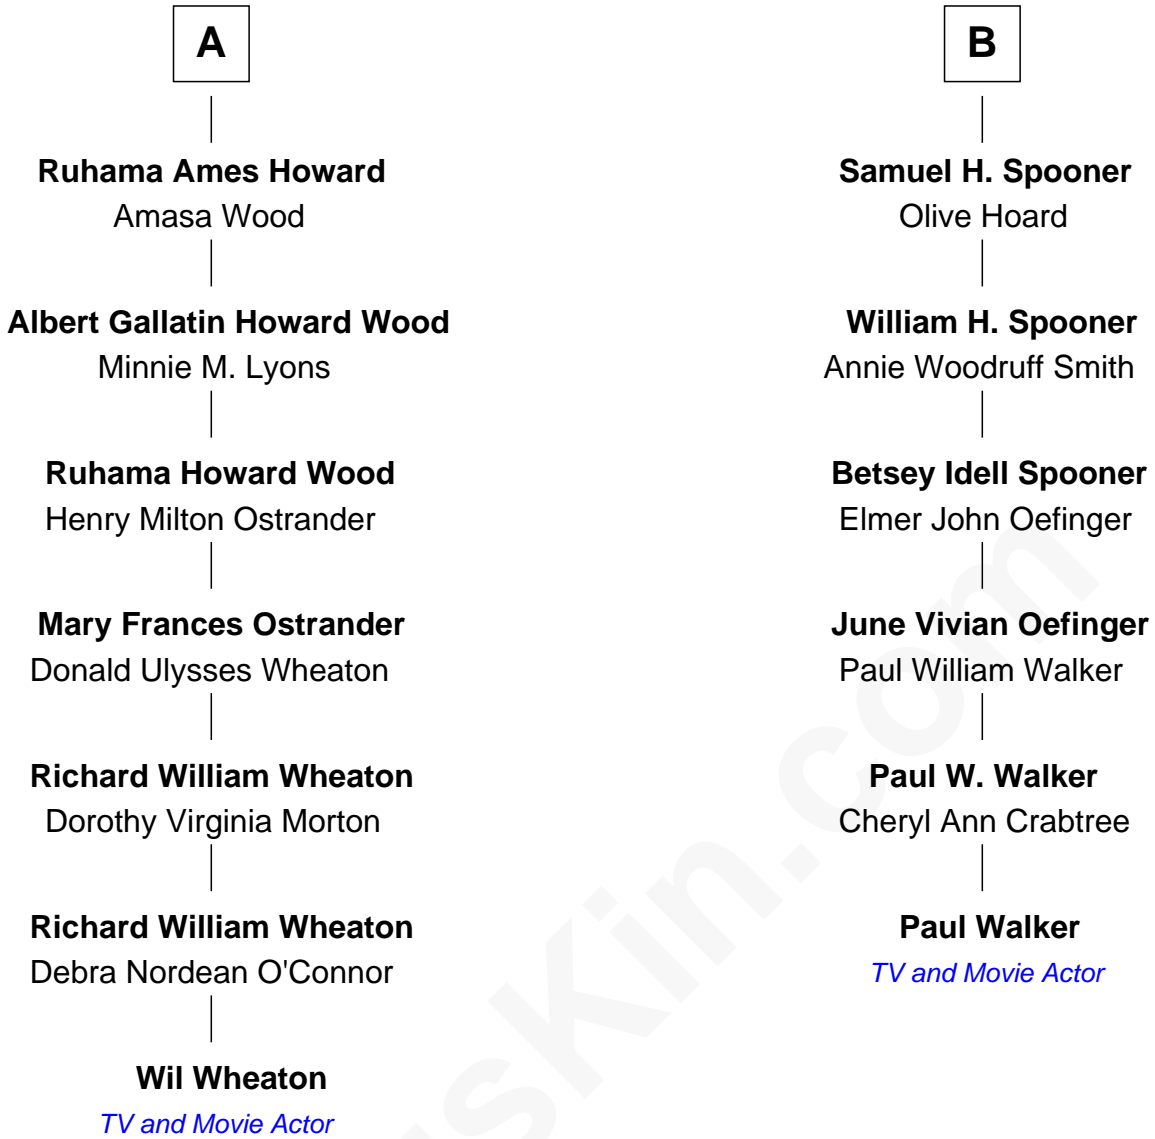 A
Ruhama Ames Howard
Amasa Wood
Albert Gallatin Howard Wood
Minnie M. Lyons
Ruhama Howard Wood
Henry Milton Ostrander
Mary Frances Ostrander
Donald Ulysses Wheaton
Richard William Wheaton
Dorothy Virginia Morton
Richard William Wheaton
Debra Nordean O'Connor
Wil Wheaton
TV and Movie Actor
B
Samuel H. Spooner
Olive Hoard
William H. Spooner
Annie Woodruff Smith
Betsey Idell Spooner
Elmer John Oefinger
June Vivian Oefinger
Paul William Walker
Paul W. Walker
Cheryl Ann Crabtree
Paul Walker
TV and Movie Actor